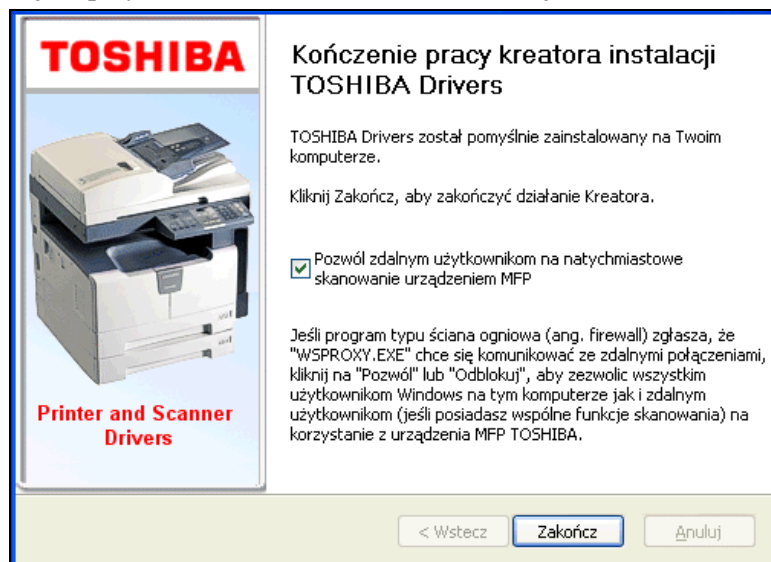 TOSHIBA
Printer and Scanner
Drivers
Kończenie pracy kreatora instalacji
TOSHIBA Drivers
TOSHIBA Drivers został pomyślnie zainstalowany na Twoim
komputerze.
Kliknij Zakończ, aby zakończyć działanie Kreatora.
Pozwól zdalnym użytkownikom na natychmiastowe
skanowanie urządzeniem MFP
Jeśli program typu ściana ogniowa (ang. firewall) zgłasza, że
"WSPROXY.EXE" chce się komunikować ze zdalnymi połączeniami,
kliknij na "Pozwól" lub "Odblokuj", aby zezwolic wszystkim
użytkownikom Windows na tym komputerze jak i zdalnym
użytkownikom (jeśli posiadasz wspólne funkcje skanowania) na
korzystanie z urządzenia MFP TOSHIBA.
< Wstecz
Zakończ
Anuluj